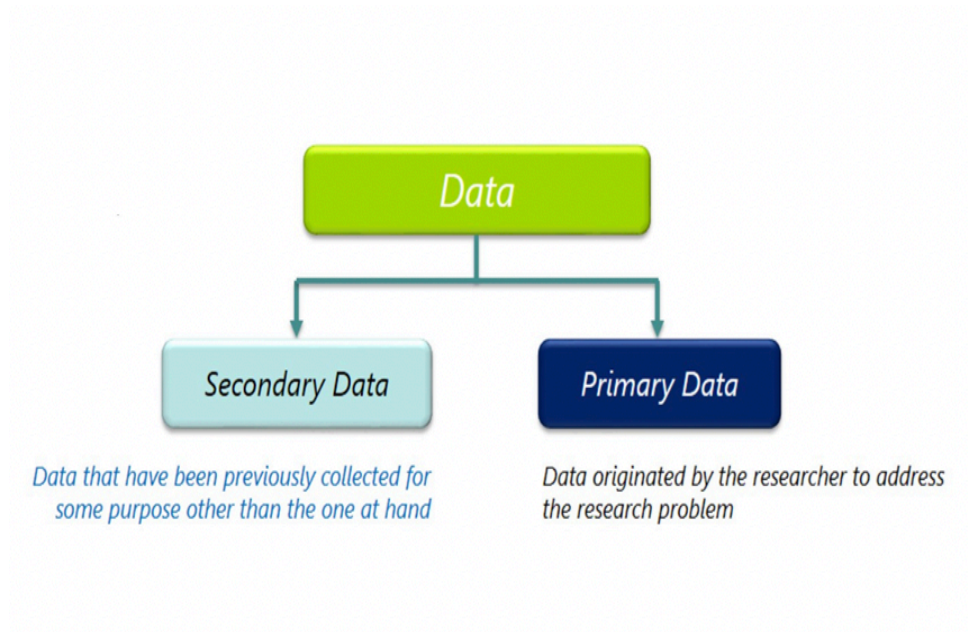 Data
Secondary Data
Primary Data
Data that have been previously collected for
some purpose other than the one at hand
Data originated by the researcher to address
the research problem